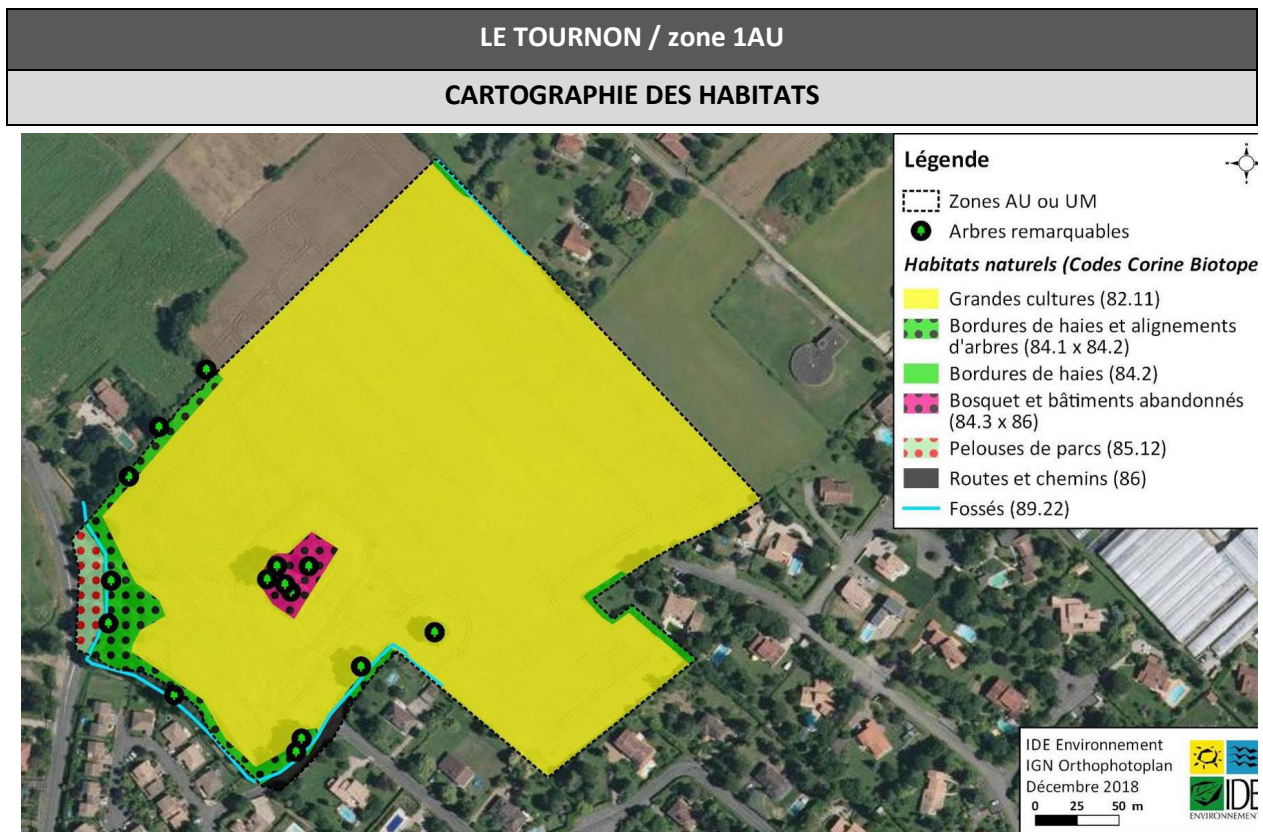 LE TOURNON / zone 1AU
CARTOGRAPHIE DES HABITATS
Légende
Zones AU ou UM
Arbres remarquables
Habitats naturels (Codes Corine Biotope
Grandes cultures (82.11)
Bordures de haies et alignements
d'arbres (84.1 x 84.2)
Bordures de haies (84.2)
Bosquet et bâtiments abandonnés
(84.3 x 86)
Pelouses de parcs (85.12)
Routes et chemins (86)
Fossés (89.22)
IDE Environnement
IGN Orthophotoplan
Décembre 2018
0 25 50 m
IDE
ENVIRONNEMENT